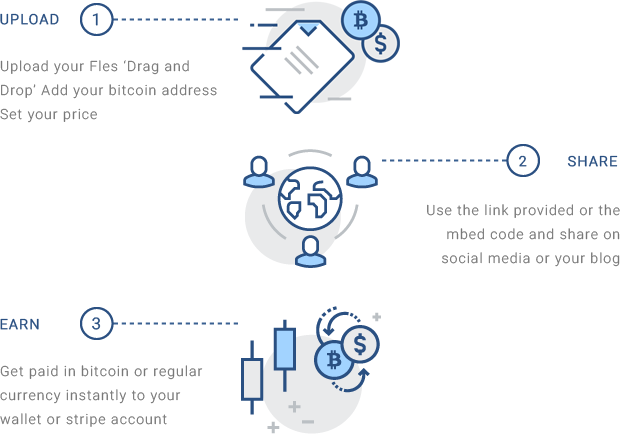 UPLOAD 1
Upload your Fles ‘Drag and
Drop’ Add your bitcoin address
Set your price
2 SHARE
Use the link provided or the
mbed code and share on
social media or your blog
EARN 3
Get paid in bitcoin or regular
currency instantly to your
wallet or stripe account